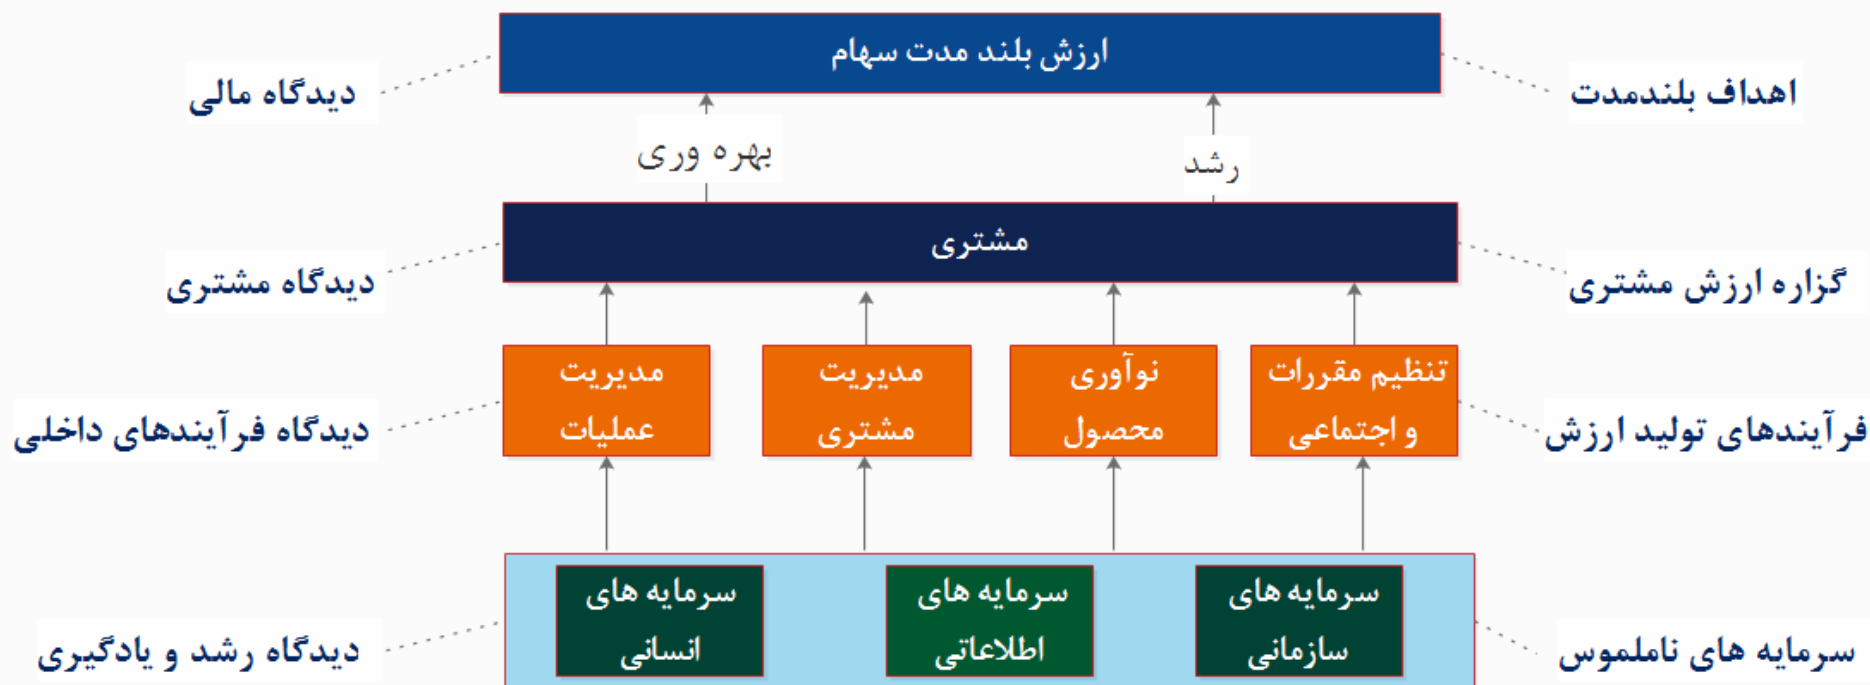 ارزش بلند مدت سهام
اهداف بلندمدت
دیدگاه مالی
رشد
بهره وری
مشتری
گزاره ارزش مشتری
دیدگاه مشتری
تنظیم مقررات
و اجتماعی
نوآوری
محصول
مدیریت
مشتری
مدیریت
عملیات
فرآیندهای تولید ارزش
دیدگاه فرآیندهای داخلی
سرمایه های
سازمانی
سرمایه های
اطلاعاتی
سرمایه های
انسانی
سرمایه های ناملموس
دیدگاه رشد و یادگیری